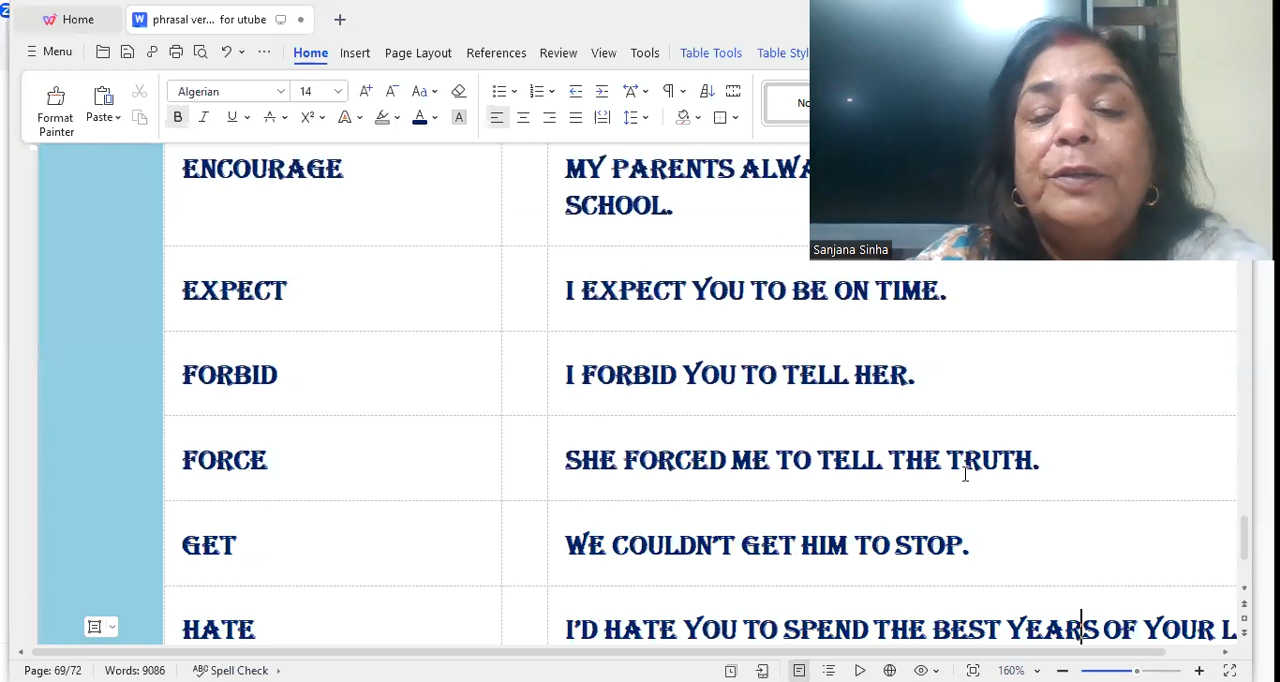 Home
phrasal ver... for utube
Menu
Home Insert Page Layout References Review View Tools Table Tools Table Styl
Format Painter
Paste
Algerian 14
ENCOURAGE
MY PARENTS ALWA
SCHOOL.
Sanjana Sinha
EXPECT I EXPECT YOU TO BE ON TIME.
FORBID I FORBID YOU TO TELL HER.
FORCE SHE FORCED ME TO TELL THE TRUTH.
GET WE COULDN'T GET HIM TO STOP.
HATE I'D HATE YOU TO SPEND THE BEST YEARS OF YOUR L
Page: 69/72 Words: 9086 Spell Check 160%